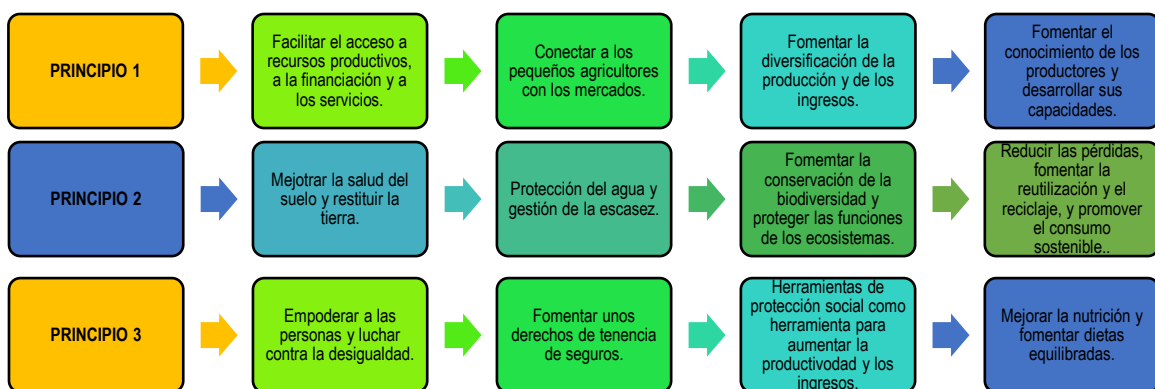 PRINCIPIO 1
Facilitar el acceso a
recursos productivos,
a la financiación y a
los servicios.
Conectar a los
pequeños agricultores
con los mercados.
Fomentar la
diversificación de la
producción y de los
ingresos.
Fomentar el
conocimiento de los
productores y
desarrollar sus
capacidades.
PRINCIPIO 2
Mejotrar la salud del
suelo y restituir la
tierra.
Protección del agua y
gestión de la escasez.
Fomemtar la
conservación de la
biodiversidad y
proteger las funciones
de los ecosistemas.
Reducir las pérdidas,
fomentar la
reutilización y el
reciclaje, y promover
el consumo
sostenible..
PRINCIPIO 3
Empoderar a las
personas y luchar
contra la desigualdad.
Fomentar unos
derechos de tenencia
de seguros.
Herramientas de
protección social como
herramienta para
aumentar la
productivodad y los
ingresos.
Mejorar la nutrición y
fomentar dietas
equilibradas.